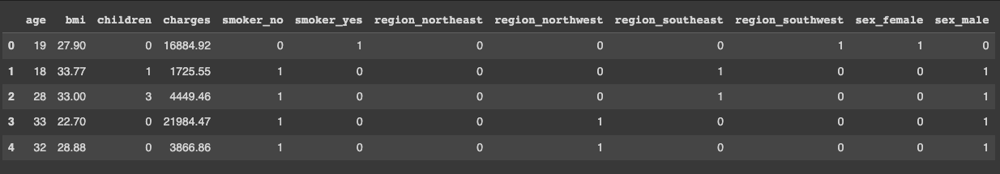 age bmi children charges smoker_no smoker_yes region_northeast region_northwest region_southeast region_southwest sex_female sex_male
0 19 27.90 0 16884.92 0 1 0 0 0 1 1 0
1 18 33.77 1 1725.55 1 0 0 0 1 0 0 1
2 28 33.00 3 4449.46 1 0 0 0 1 0 0 1
3 33 22.70 0 21984.47 1 0 0 1 0 0 0 1
4 32 28.88 0 3866.86 1 0 0 1 0 0 0 1